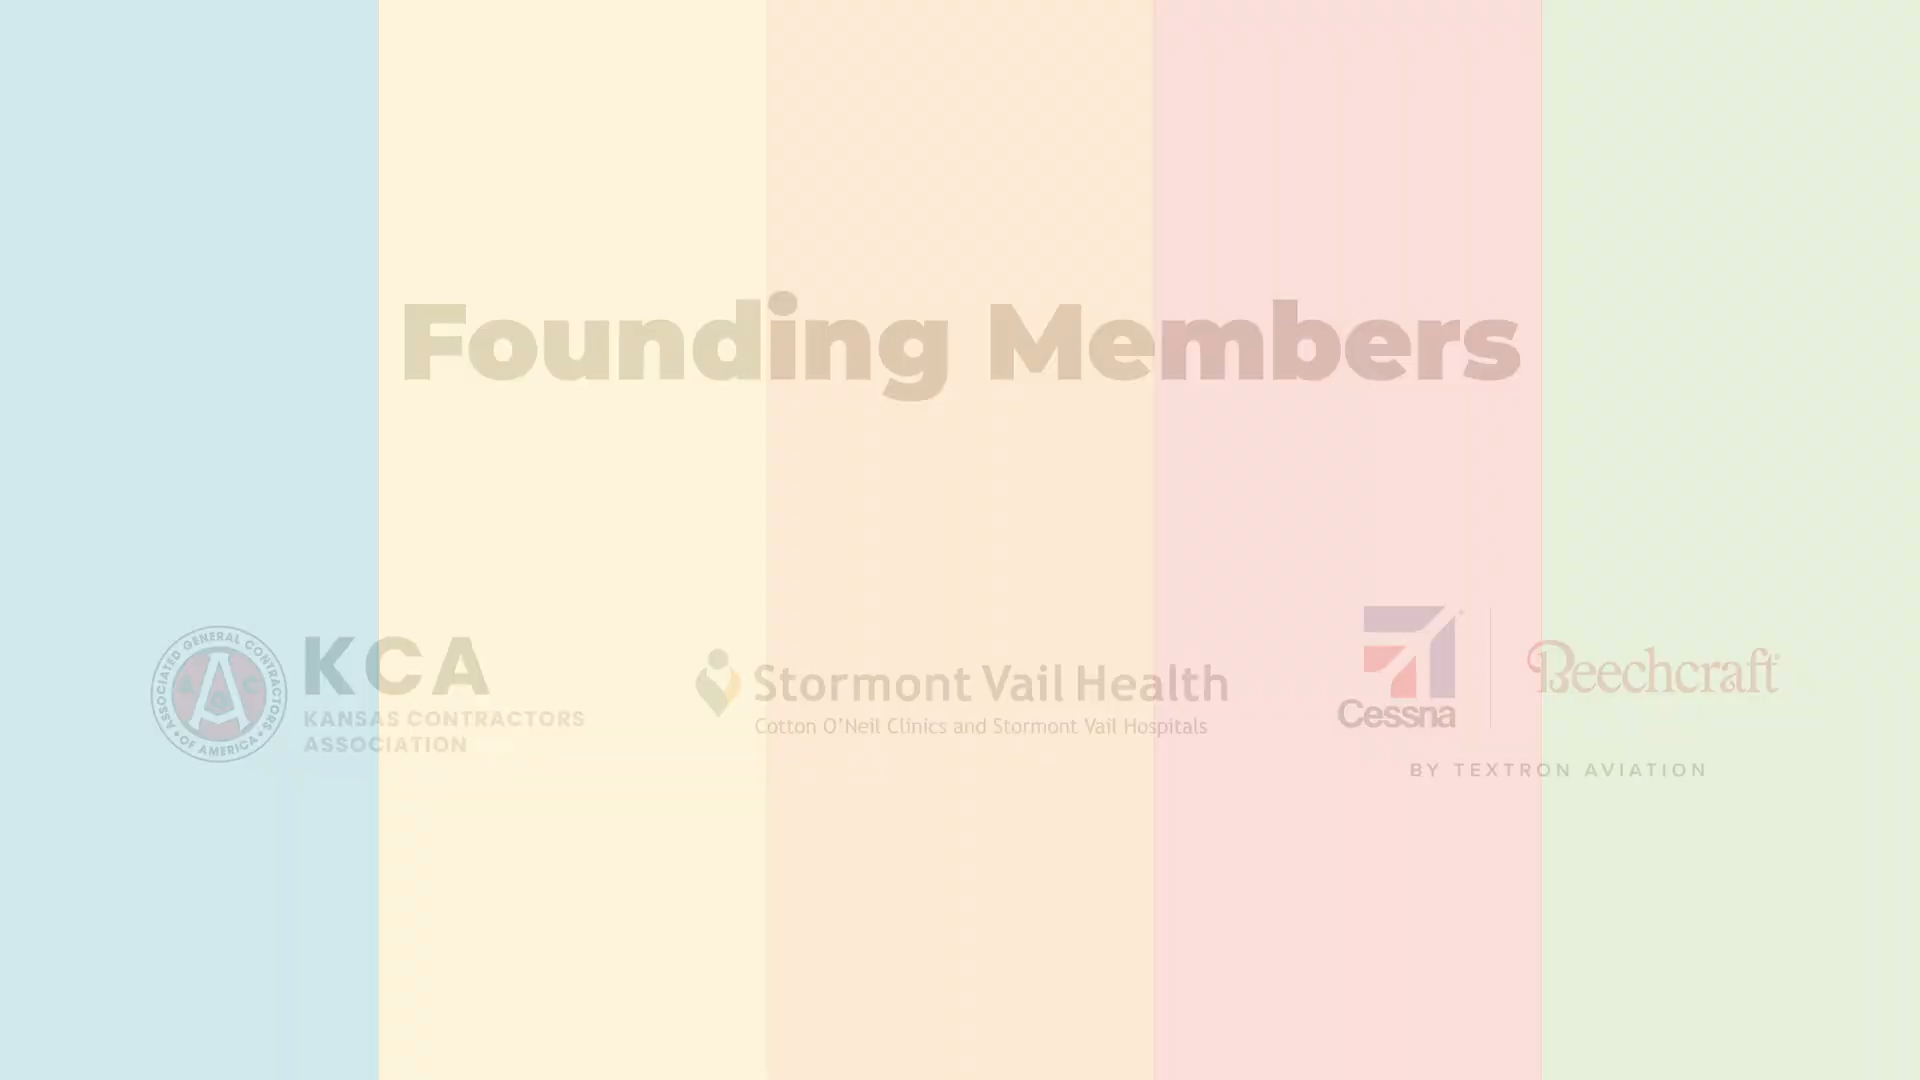 Founding Members
ASSOCIATED GENERAL CONTRACTORS
OF AMERICA
A G C
KCA
KANSAS CONTRACTORS
ASSOCIATION
Stormont Vail Health
Cotton O'Neil Clinics and Stormont Vail Hospitals
Cessna
Beechcraft
BY TEXTRON AVIATION